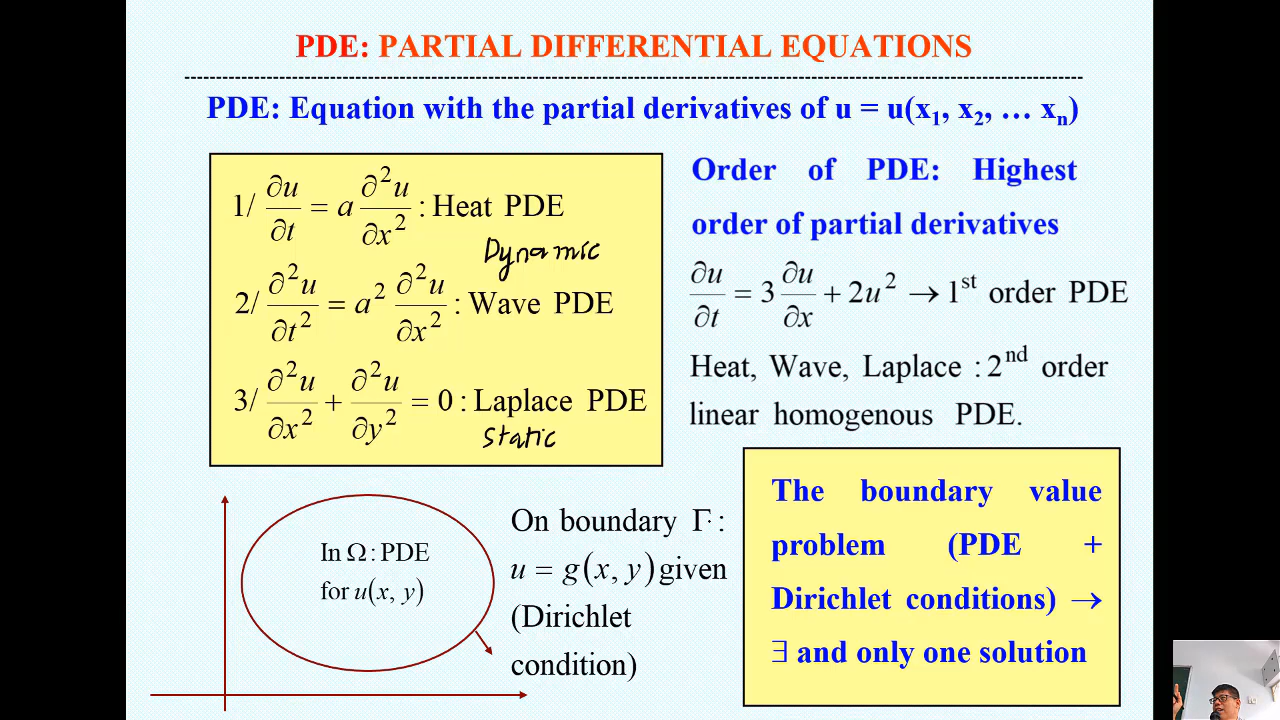 PDE: PARTIAL DIFFERENTIAL EQUATIONS
PDE: Equation with the partial derivatives of u = u(x₁, x₂, … xₙ)
1/ ∂u/∂t = a ∂²u/∂x² : Heat PDE
Dynamic
2/ ∂²u/∂t² = a² ∂²u/∂x² : Wave PDE
3/ ∂²u/∂x² + ∂²u/∂y² = 0 : Laplace PDE
Static
Order of PDE: Highest
order of partial derivatives
∂u/∂t = 3 ∂u/∂x + 2u² → 1ˢᵗ order PDE
Heat, Wave, Laplace : 2ⁿᵈ order
linear homogenous PDE.
In Ω : PDE
for u(x, y)
On boundary Γ :
u = g(x, y) given
(Dirichlet
condition)
The boundary value
problem (PDE +
Dirichlet conditions) →
∃ and only one solution